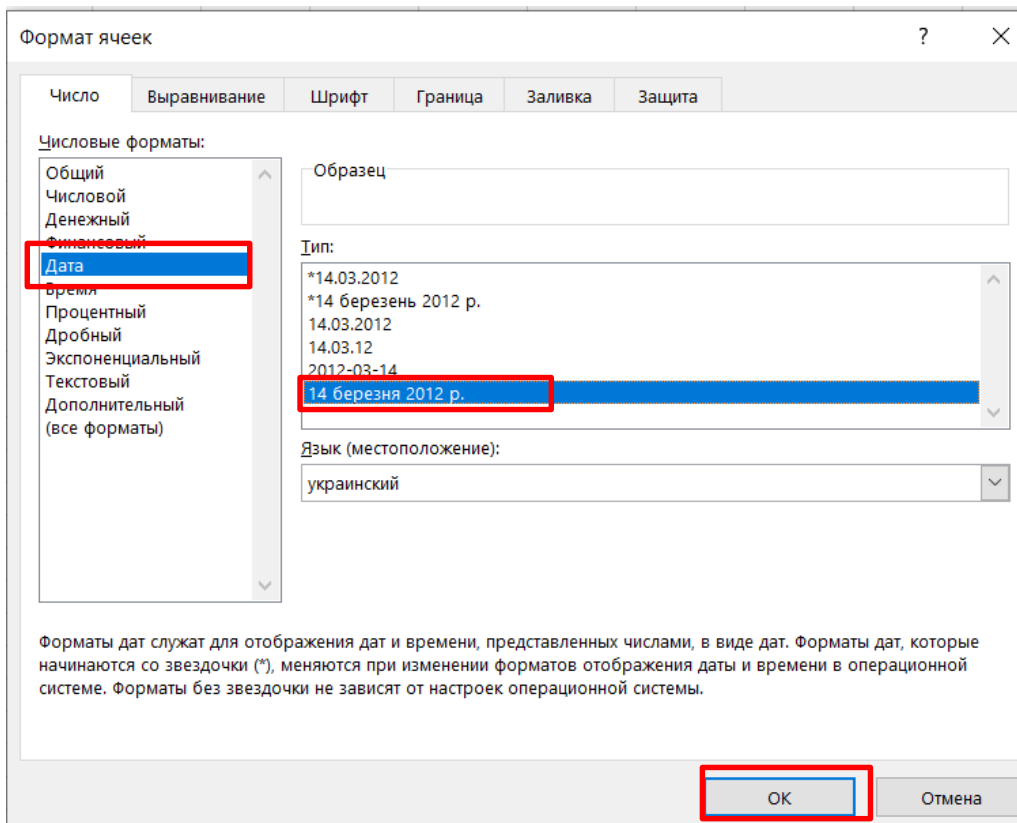 Формат ячеек
?
Число Выравнивание Шрифт Граница Заливка Защита
Числовые форматы:
Общий
Числовой
Денежный
Финансовый
Дата
Время
Процентный
Дробный
Экспоненциальный
Текстовый
Дополнительный
(все форматы)
Образец
Тип:
*14.03.2012
*14 березень 2012 р.
14.03.2012
14.03.12
2012-03-14
14 березня 2012 р.
Язык (местоположение):
украинский
Форматы дат служат для отображения дат и времени, представленных числами, в виде дат. Форматы дат, которые
начинаются со звездочки (*), меняются при изменении форматов отображения даты и времени в операционной
системе. Форматы без звездочки не зависят от настроек операционной системы.
ОК Отмена